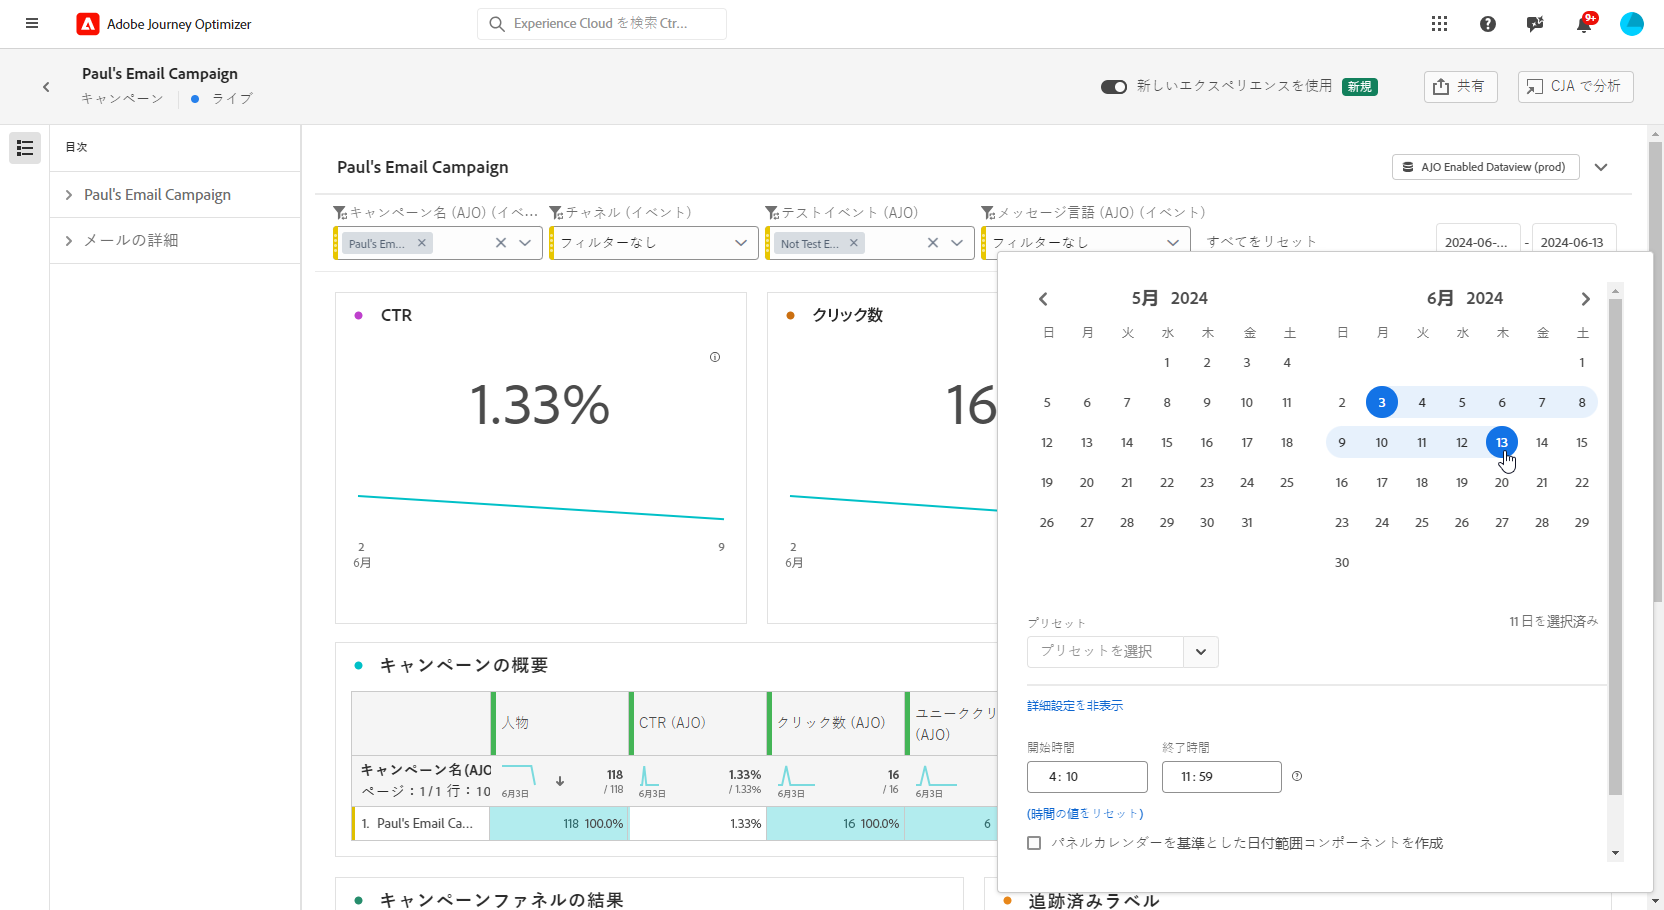 Adobe Journey Optimizer
Experience Cloud を検索 Ctr...
9+
Paul's Email Campaign
キャンペーン
ライブ
新しいエクスペリエンスを使用 新規
共有
CJA で分析
目次
Paul's Email Campaign
メールの詳細
Paul's Email Campaign
AJO Enabled Dataview (prod)
キャンペーン名 (AJO) (イベ... チャネル (イベント) テストイベント (AJO) メッセージ言語 (AJO) (イベント)
Paul's Em... フィルターなし Not Test E... フィルターなし すべてをリセット 2024-06-... - 2024-06-13
CTR
1.33%
2 9
6月
クリック数
16
2
6月
キャンペーンの概要
人物 CTR (AJO) クリック数 (AJO) ユニーククリ
(AJO)
キャンペーン名(AJO
ページ：1/1 行：10
6月3日 118
/ 118
6月3日 1.33%
/ 1.33%
6月3日 16
/ 16
6月3日
1. Paul's Email Ca... 118 100.0% 1.33% 16 100.0% 6
キャンペーンファネルの結果
追跡済みラベル
5月 2024
日 月 火 水 木 金 土
1 2 3 4
5 6 7 8 9 10 11
12 13 14 15 16 17 18
19 20 21 22 23 24 25
26 27 28 29 30 31
6月 2024
日 月 火 水 木 金 土
1
2 3 4 5 6 7 8
9 10 11 12 13 14 15
16 17 18 19 20 21 22
23 24 25 26 27 28 29
30
プリセット
11 日を選択済み
プリセットを選択
詳細設定を非表示
開始時間 終了時間
4 : 10 11 : 59
(時間の値をリセット)
パネルカレンダーを基準とした日付範囲コンポーネントを作成